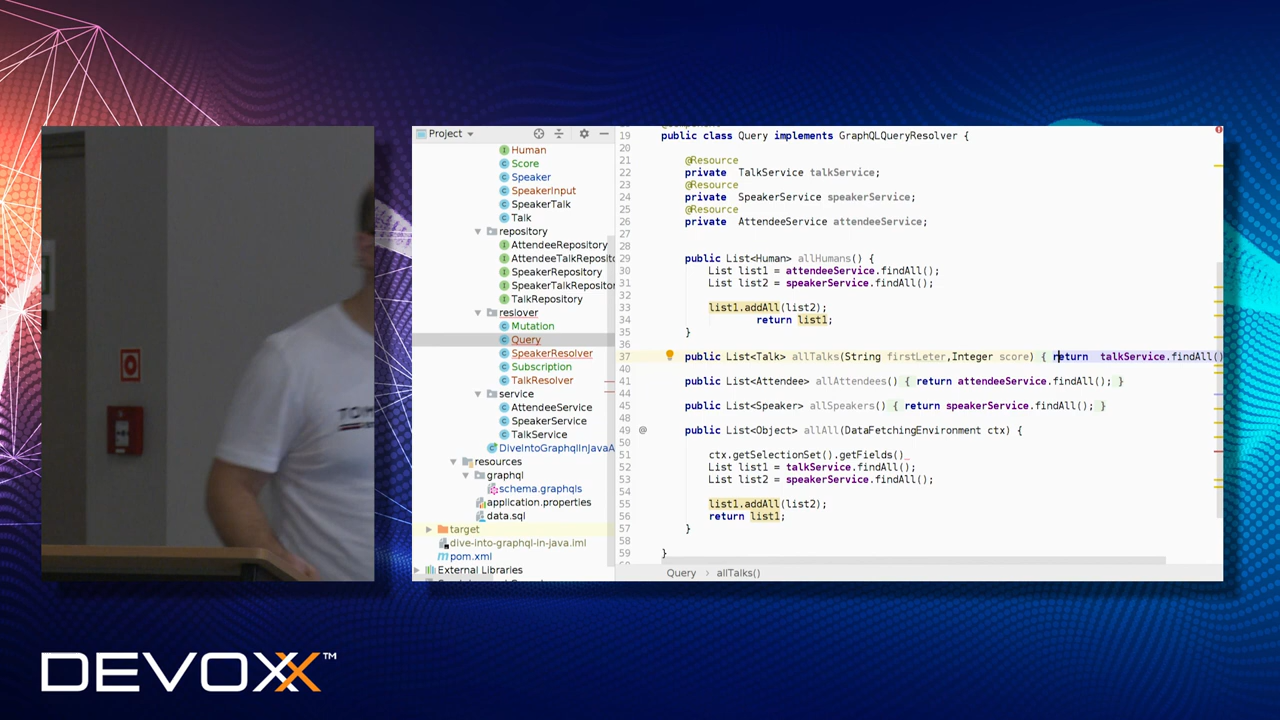 Project
Human
Score
Speaker
SpeakerInput
SpeakerTalk
Talk
repository
AttendeeRepository
AttendeeTalkReposito
SpeakerRepository
SpeakerTalkRepositor
TalkRepository
reslover
Mutation
Query
SpeakerResolver
Subscription
TalkResolver
service
AttendeeService
SpeakerService
TalkService
DiveIntoGraphqlInJavaA
resources
graphql
schema.graphqls
application.properties
data.sql
target
dive-into-graphql-in-java.iml
pom.xml
External Libraries
19 public class Query implements GraphQLQueryResolver {
20
21 @Resource
22 private TalkService talkService;
23 @Resource
24 private SpeakerService speakerService;
25 @Resource
26 private AttendeeService attendeeService;
27
28
29 public List<Human> allHumans() {
30 List list1 = attendeeService.findAll();
31 List list2 = speakerService.findAll();
32
33 list1.addAll(list2);
34 return list1;
35 }
36
37 public List<Talk> allTalks(String firstLeter,Integer score) { return talkService.findAll()
40
41 public List<Attendee> allAttendees() { return attendeeService.findAll(); }
44
45 public List<Speaker> allSpeakers() { return speakerService.findAll(); }
48
49 @ public List<Object> allAll(DataFetchingEnvironment ctx) {
50
51 ctx.getSelectionSet().getFields()
52 List list1 = talkService.findAll();
53 List list2 = speakerService.findAll();
54
55 list1.addAll(list2);
56 return list1;
57 }
58
59 }
Query › allTalks()
DEVOXX™